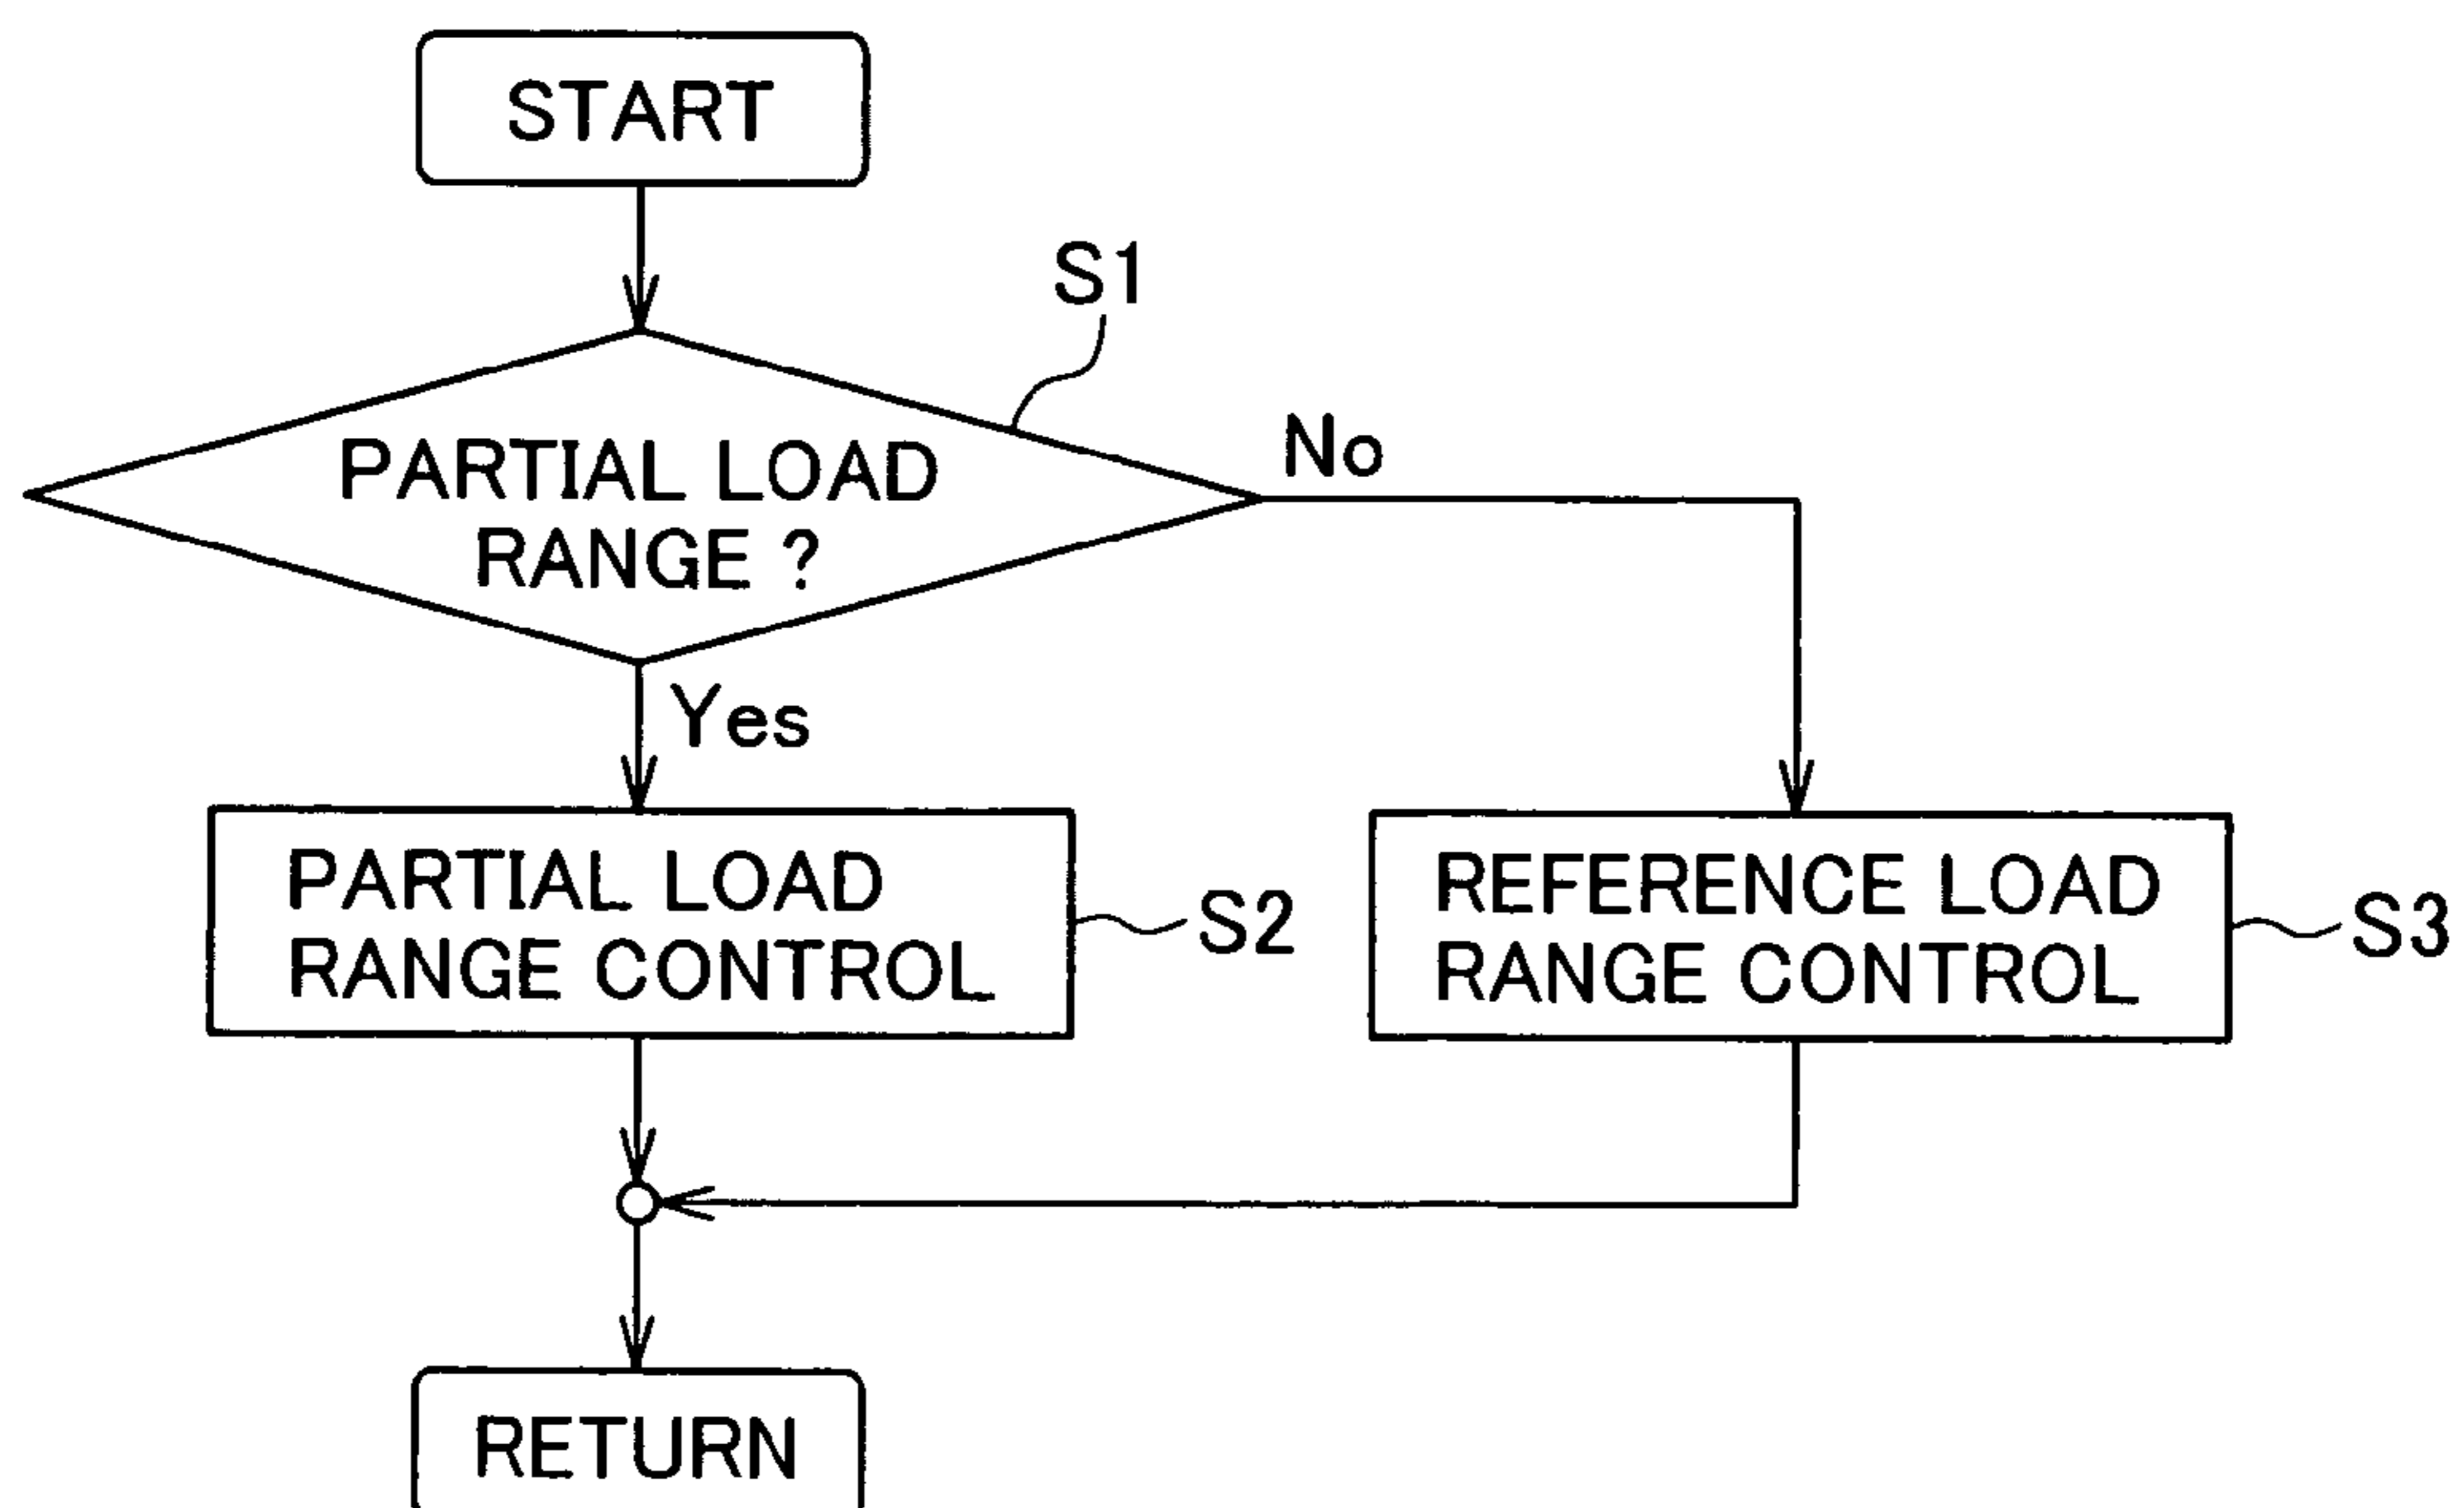 START
S1
PARTIAL LOAD
RANGE ?
No
Yes
PARTIAL LOAD
RANGE CONTROL
S2
REFERENCE LOAD
RANGE CONTROL
S3
RETURN